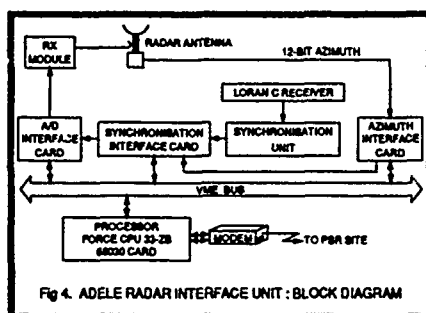 RX
MODULE
RADAR ANTENNA
12-BIT AZIMUTH
LORAN C RECEIVER
A/D
INTERFACE
CARD
SYNCHRONISATION
INTERFACE CARD
SYNCHRONISATION
UNIT
AZIMUTH
INTERFACE
CARD
VME BUS
PROCESSOR
FORCE CPU 33-ZB
68030 CARD
MODEM
TO PSR SITE
Fig 4. ADELE RADAR INTERFACE UNIT : BLOCK DIAGRAM